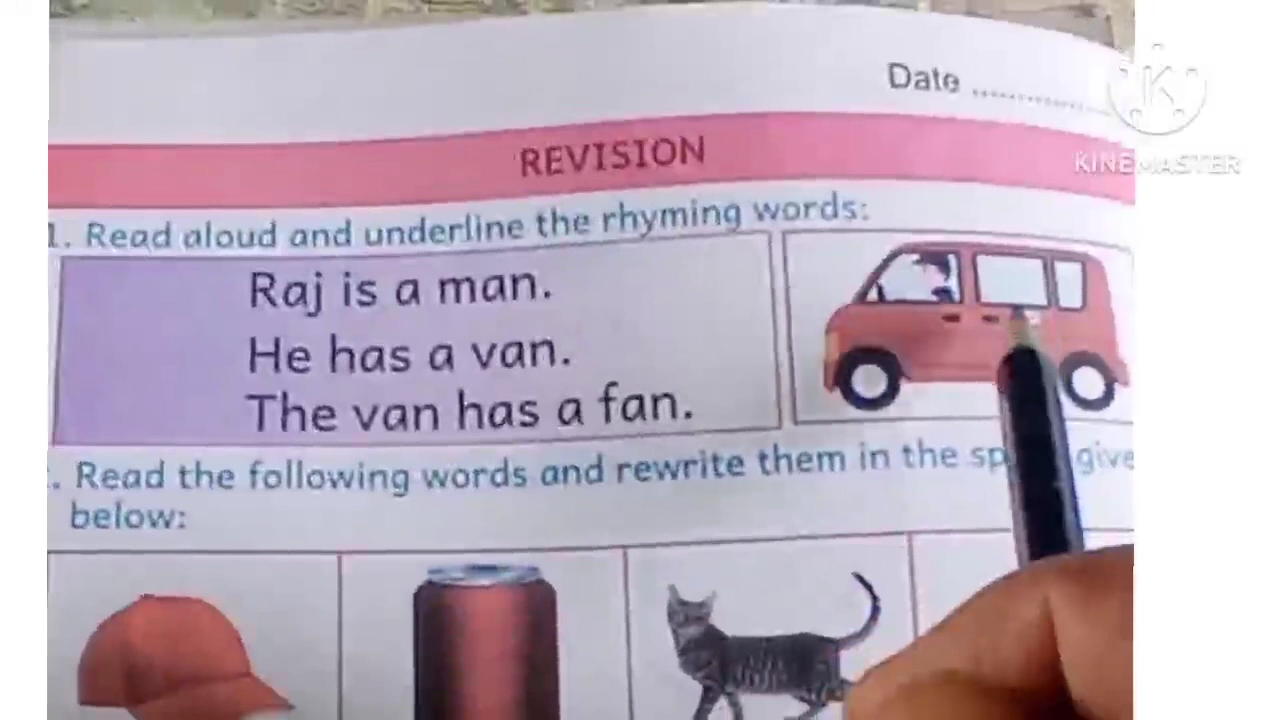 Date ..............
REVISION
1. Read aloud and underline the rhyming words:
Raj is a man.
He has a van.
The van has a fan.
. Read the following words and rewrite them in the give
below:
KINEMASTER